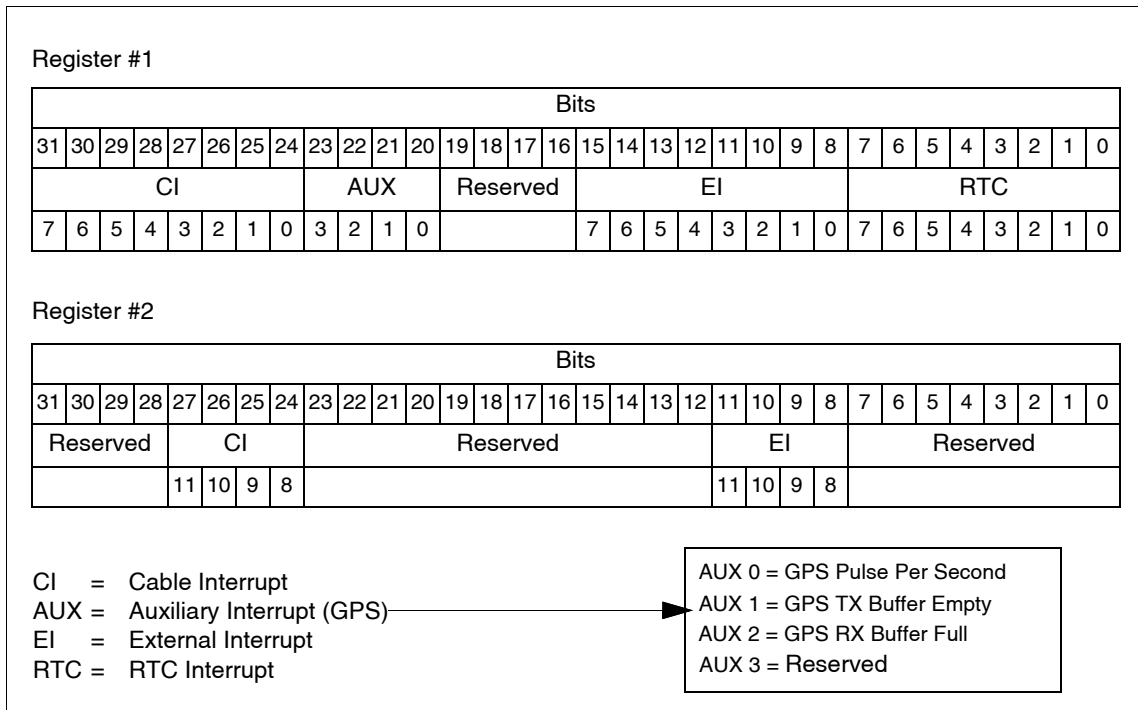 Register #1
Bits
31 30 29 28 27 26 25 24 23 22 21 20 19 18 17 16 15 14 13 12 11 10 9 8 7 6 5 4 3 2 1 0
CI AUX Reserved EI RTC
7 6 5 4 3 2 1 0 3 2 1 0 7 6 5 4 3 2 1 0 7 6 5 4 3 2 1 0
Register #2
Bits
31 30 29 28 27 26 25 24 23 22 21 20 19 18 17 16 15 14 13 12 11 10 9 8 7 6 5 4 3 2 1 0
Reserved CI Reserved EI Reserved
11 10 9 8 11 10 9 8
CI = Cable Interrupt
AUX = Auxiliary Interrupt (GPS)
EI = External Interrupt
RTC = RTC Interrupt
AUX 0 = GPS Pulse Per Second
AUX 1 = GPS TX Buffer Empty
AUX 2 = GPS RX Buffer Full
AUX 3 = Reserved